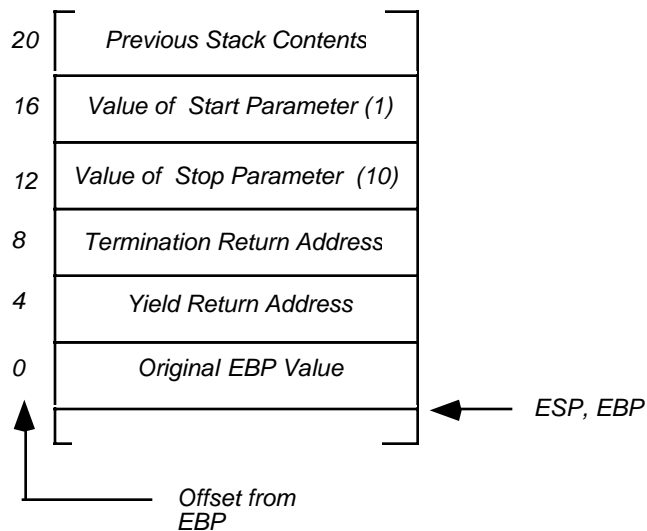 20 Previous Stack Contents
16 Value of Start Parameter (1)
12 Value of Stop Parameter (10)
8 Termination Return Address
4 Yield Return Address
0 Original EBP Value
ESP, EBP
Offset from
EBP